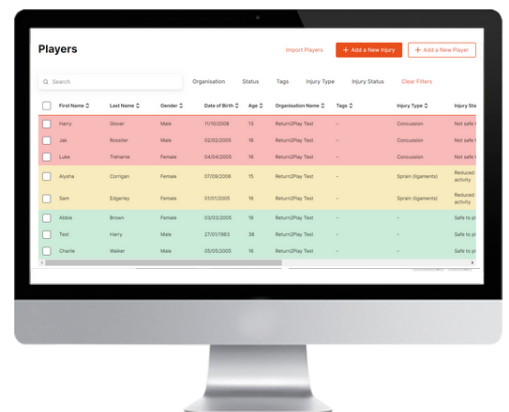 Players
Import Players + Add a New Injury + Add a New Player
Search Organisation Status Tags Injury Type Injury Status Clear Filters
First Name Last Name Gender Date of Birth Age Organisation Name Tags Injury Type Injury Sta
Harry Glover Male 11/10/2008 15 Return2Play Test - Concussion Not safe t
Jak Rossiter Male 02/02/2005 16 Return2Play Test - Concussion Not safe t
Luke Treharne Female 04/04/2005 16 Return2Play Test - Concussion Not safe t
Alysha Corrigan Female 07/09/2006 15 Return2Play Test - Sprain (ligaments) Reduced activity
Sam Edgerley Female 01/01/2005 16 Return2Play Test - Sprain (ligaments) Reduced activity
Abbie Brown Female 03/03/2005 16 Return2Play Test - - Safe to pl
Test Harry Male 27/01/1983 38 Return2Play Test - - Safe to pl
Charlie Walker Male 05/05/2005 16 Return2Play Test - - Safe to pl